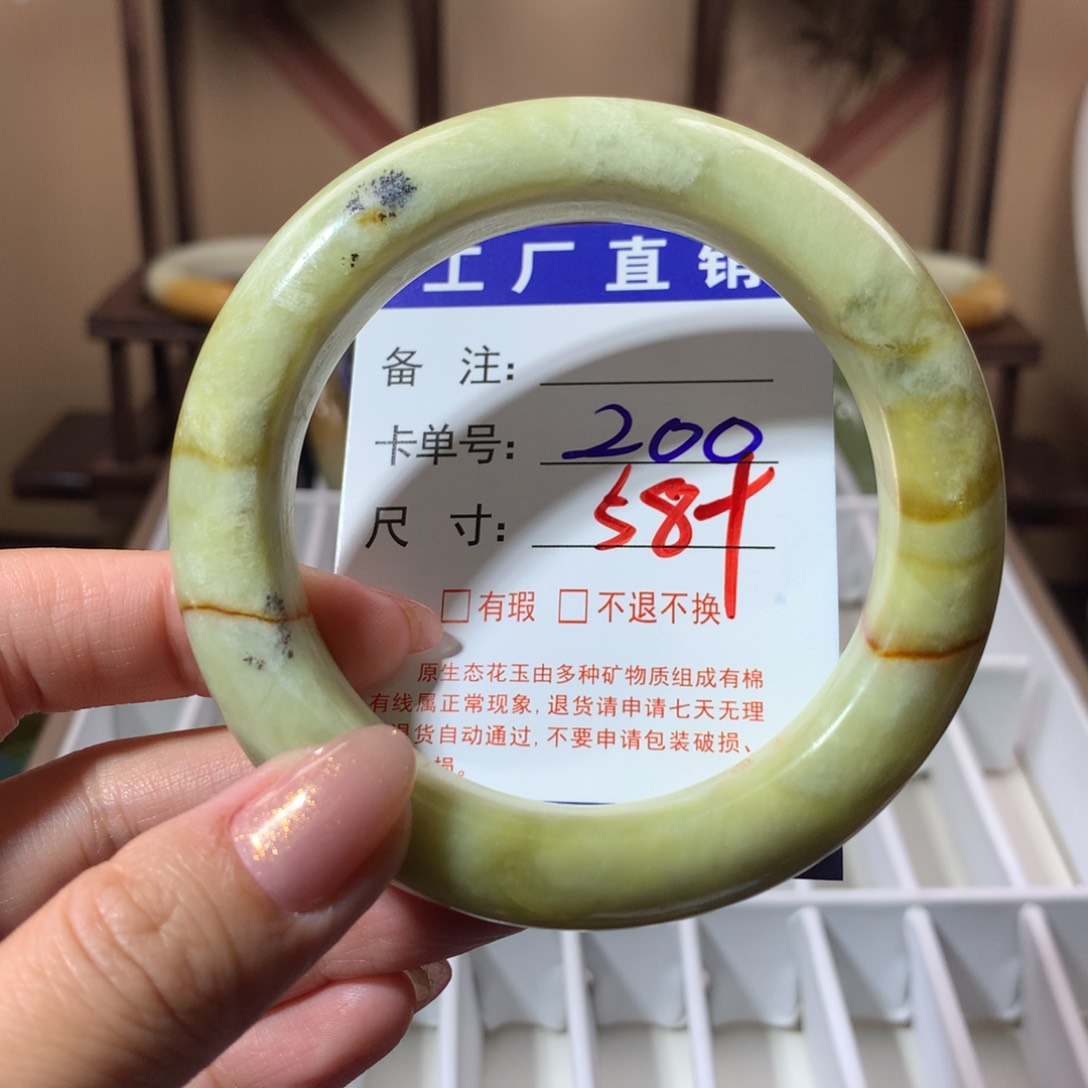 工厂直销
备 注:
卡单号: 200
尺 寸: 584
□有瑕 □不退不换
原生态花玉由多种矿物质组成有棉
有线属正常现象,退货请申请七天无理
退货自动通过,不要申请包装破损、
损。